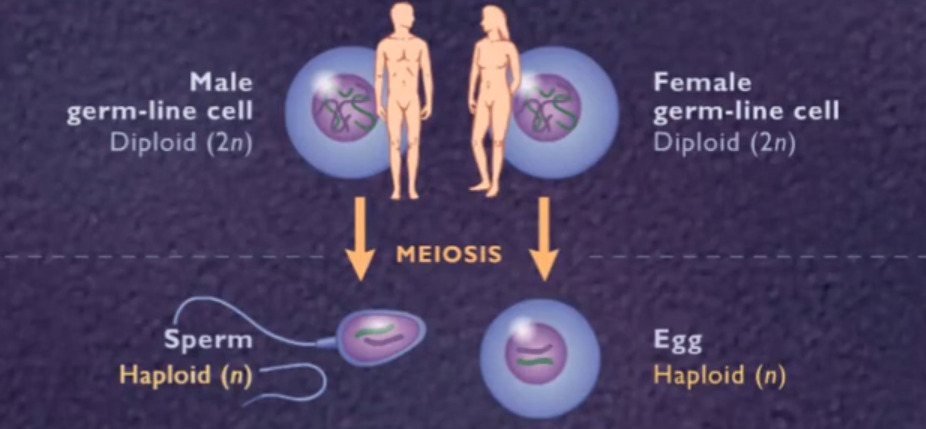 Male
germ-line cell
Diploid (2n)
Female
germ-line cell
Diploid (2n)
MEIOSIS
Sperm
Haploid (n)
Egg
Haploid (n)